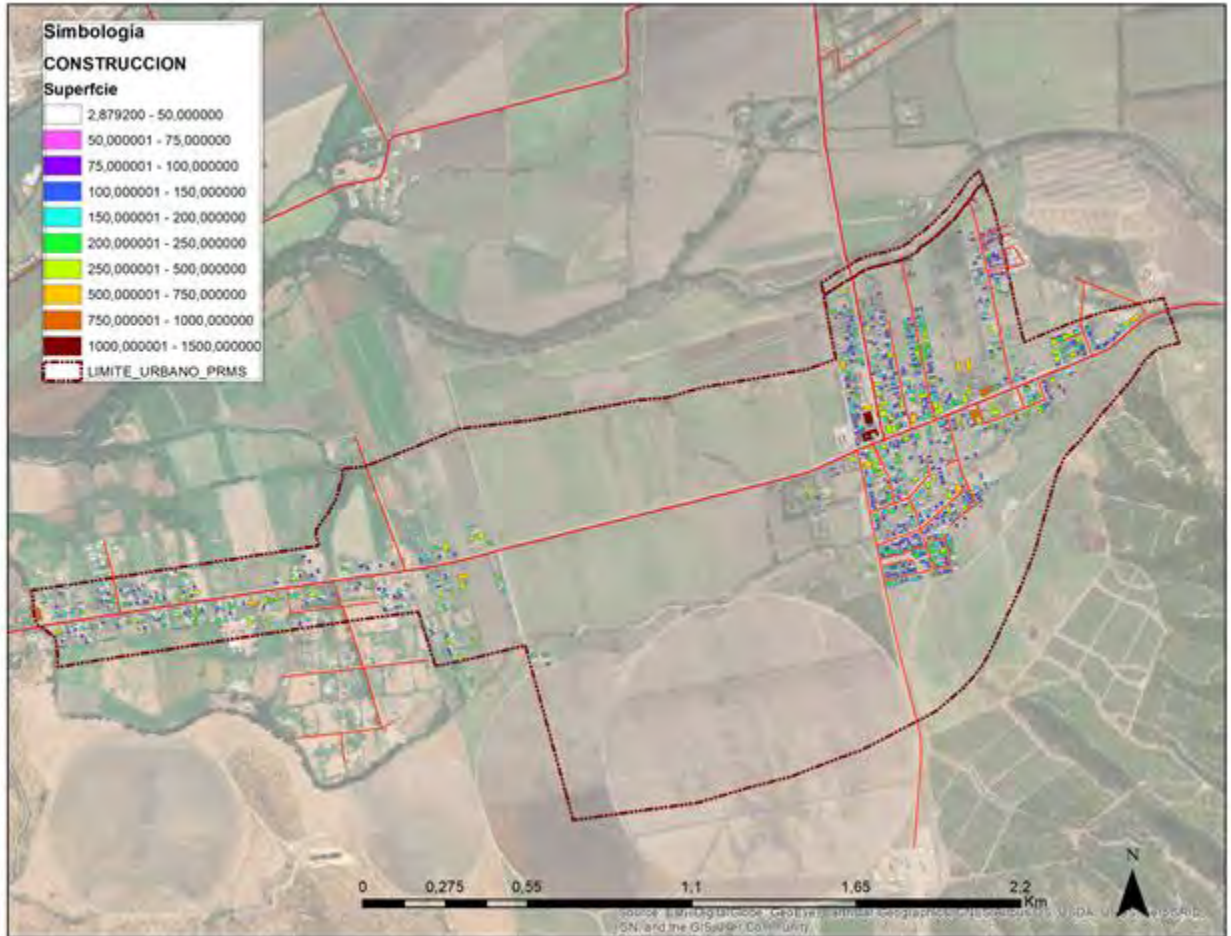 Simbología
CONSTRUCCION
Superfcie
2,879200 - 50,000000
50,000001 - 75,000000
75,000001 - 100,000000
100,000001 - 150,000000
150,000001 - 200,000000
200,000001 - 250,000000
250,000001 - 500,000000
500,000001 - 750,000000
750,000001 - 1000,000000
1000,000001 - 1500,000000
LIMITE_URBANO_PRMS
N
0 0,275 0,55 1,1 1,65 2,2
Km
Source: GeoEye, Geographics,
and the GIS User Community